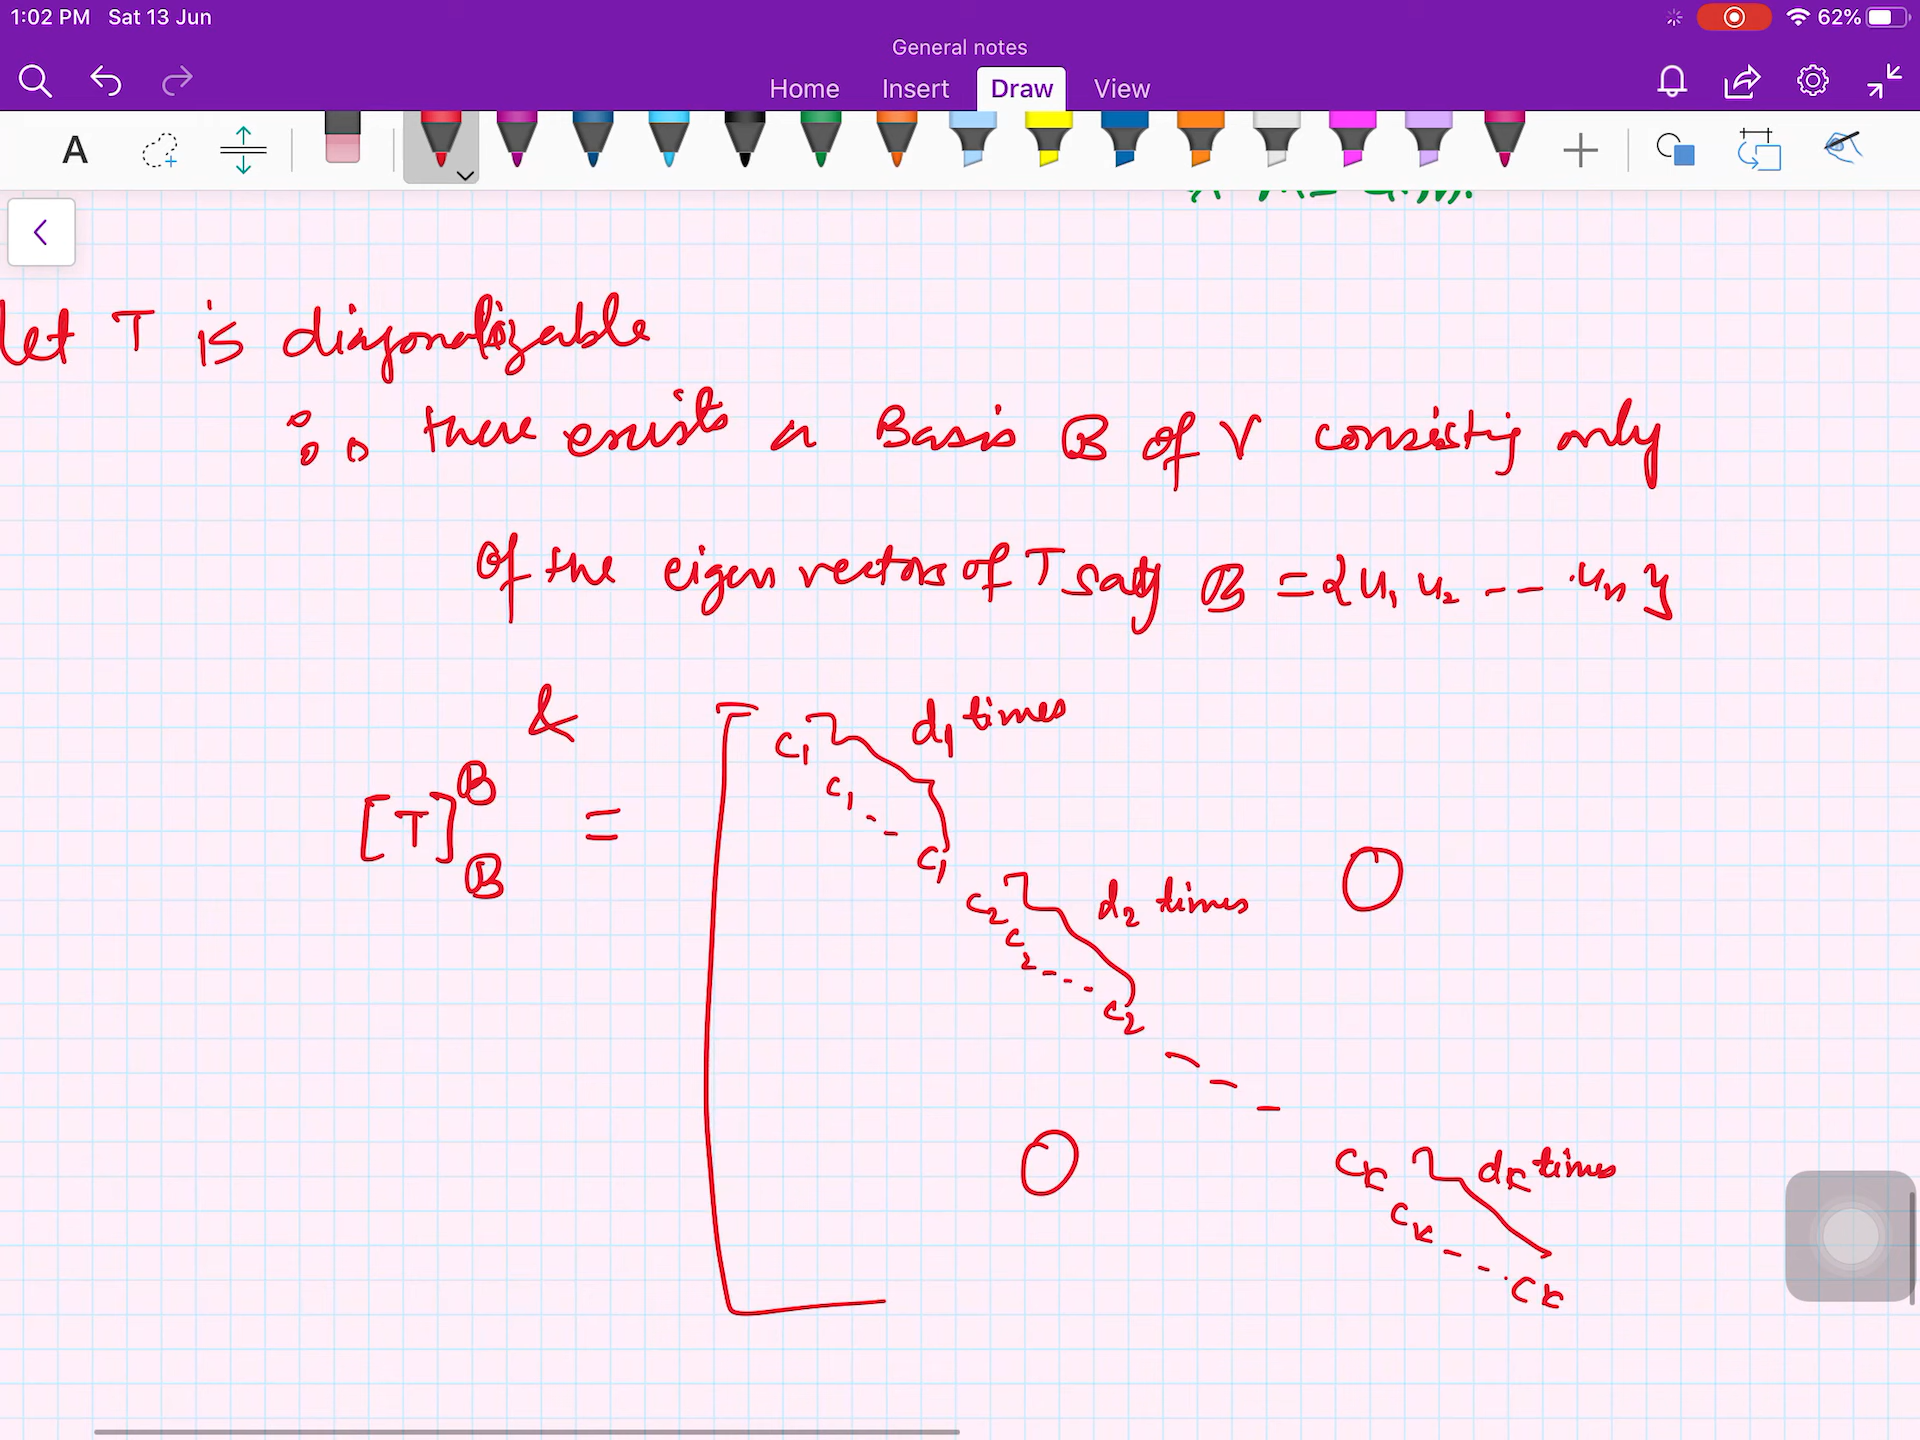 1:02 PM Sat 13 Jun
62%
General notes
Home Insert Draw View
A
Let T is diagonalizable
∴ there exists a Basis B of V consisting only
Of the eigen vectors of T say B = {u₁ u₂ -- .uₙ}
&
[T]
B
B
=
c₁ d₁ times
c₁
c₁
c₂ d₂ times
c₂
c₂
O
O
cₖ dₖ times
cₖ
cₖ